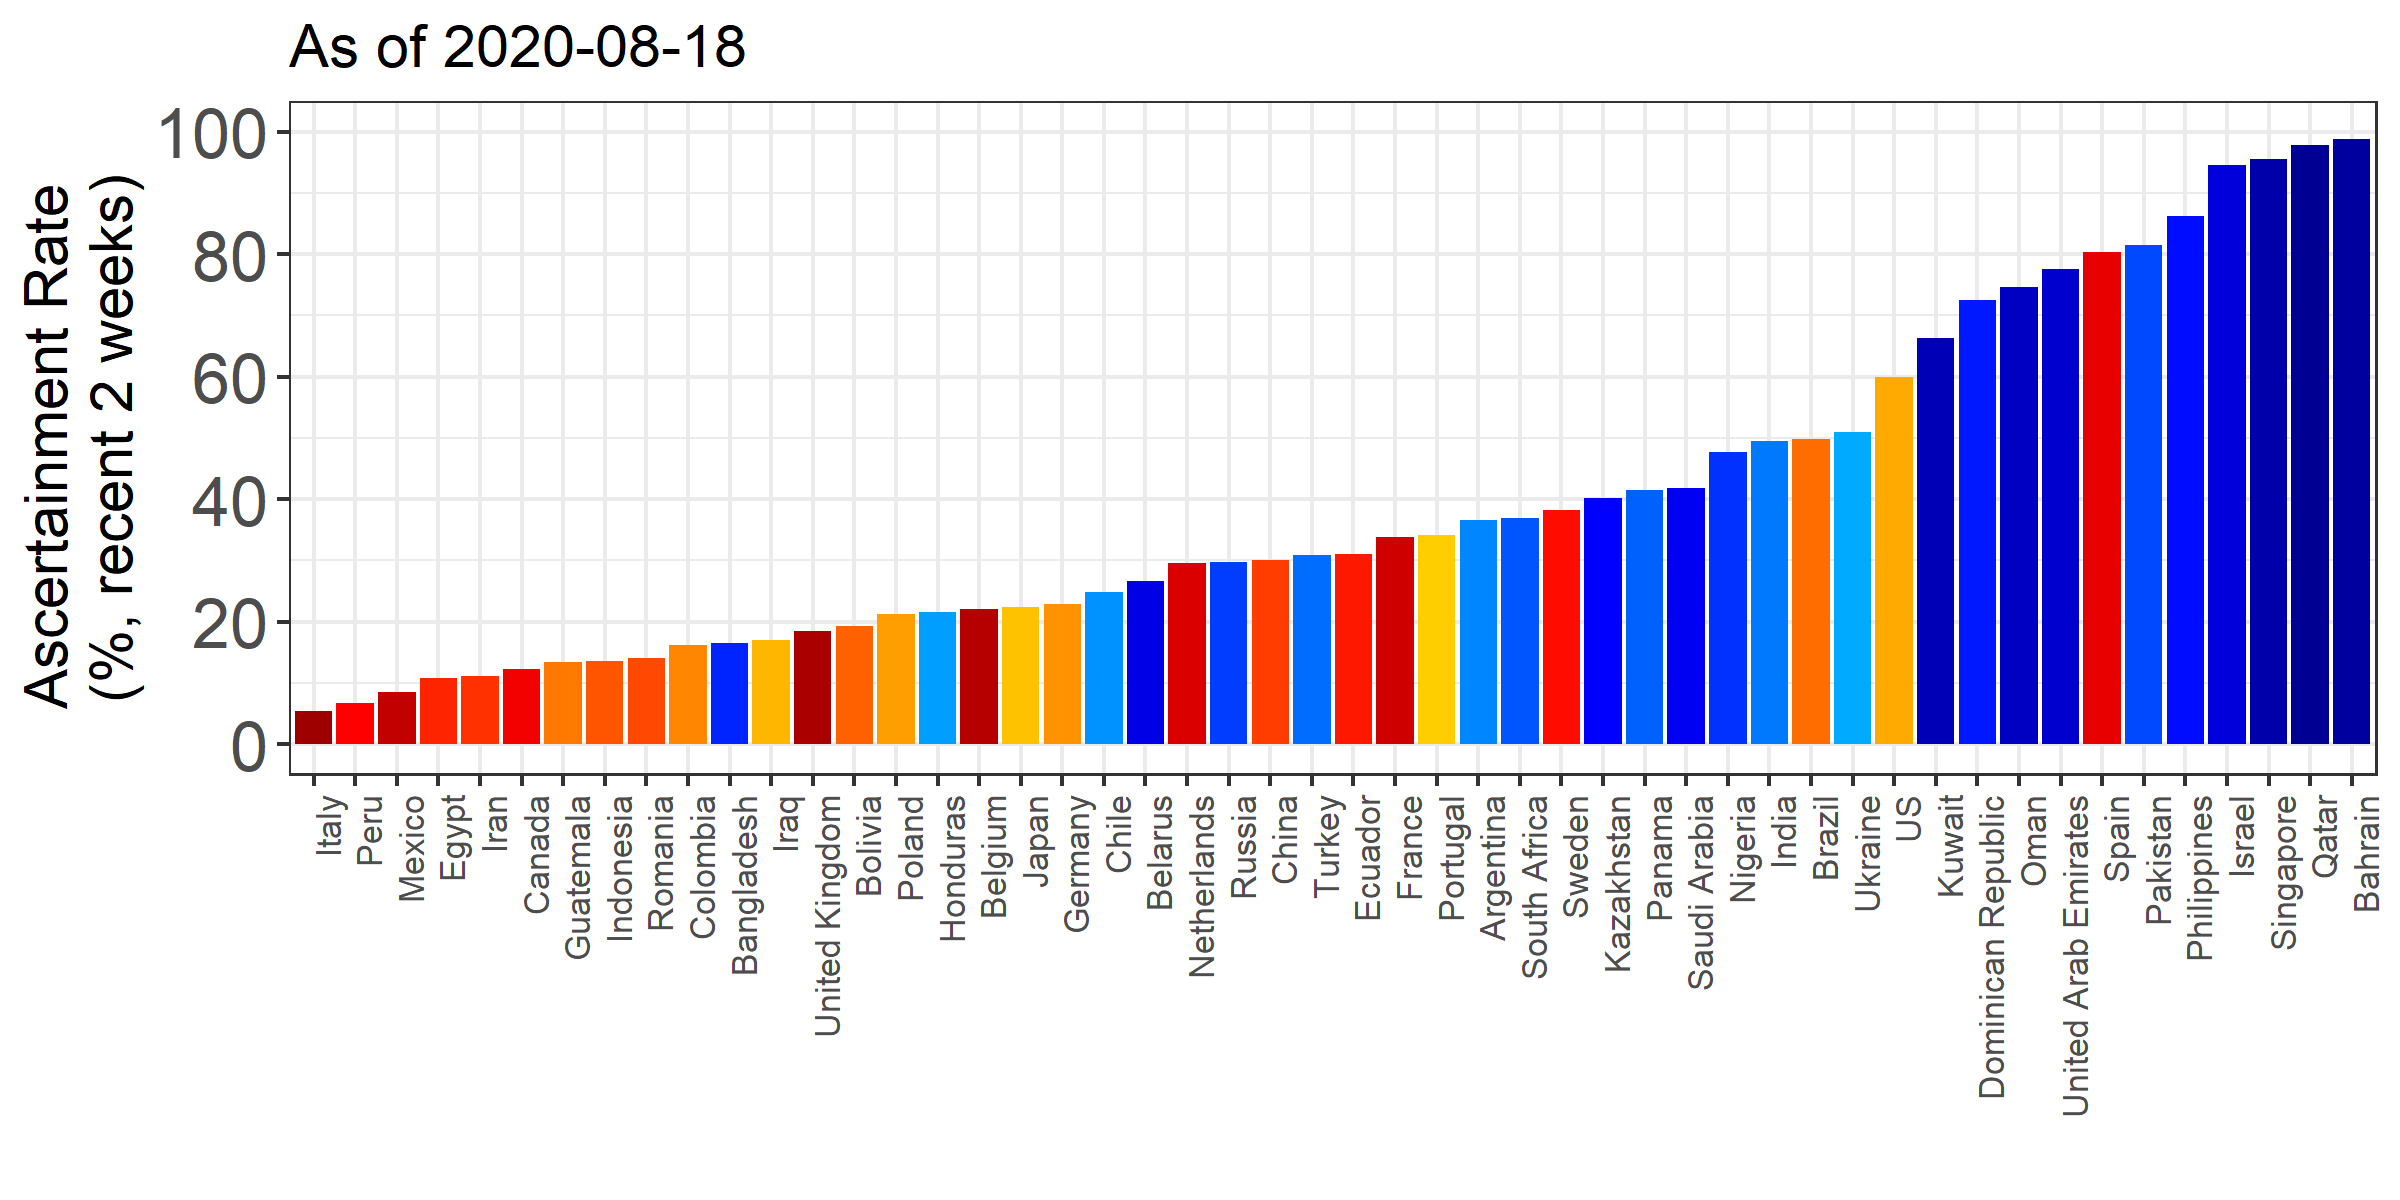 As of 2020-08-18
Ascertainment Rate
(%, recent 2 weeks)
100
80
60
40
20
0
Italy
Peru
Mexico
Egypt
Iran
Canada
Guatemala
Indonesia
Romania
Colombia
Bangladesh
Iraq
United Kingdom
Bolivia
Poland
Honduras
Belgium
Japan
Germany
Chile
Belarus
Netherlands
Russia
China
Turkey
Ecuador
France
Portugal
Argentina
South Africa
Sweden
Kazakhstan
Panama
Saudi Arabia
Nigeria
India
Brazil
Ukraine
US
Kuwait
Dominican Republic
Oman
United Arab Emirates
Spain
Pakistan
Philippines
Israel
Singapore
Qatar
Bahrain